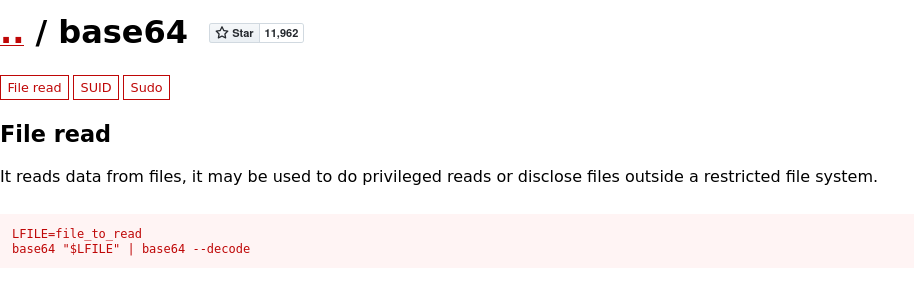 .. / base64 Star 11,962
File read SUID Sudo
File read
It reads data from files, it may be used to do privileged reads or disclose files outside a restricted file system.
LFILE=file_to_read
base64 "$LFILE" | base64 --decode